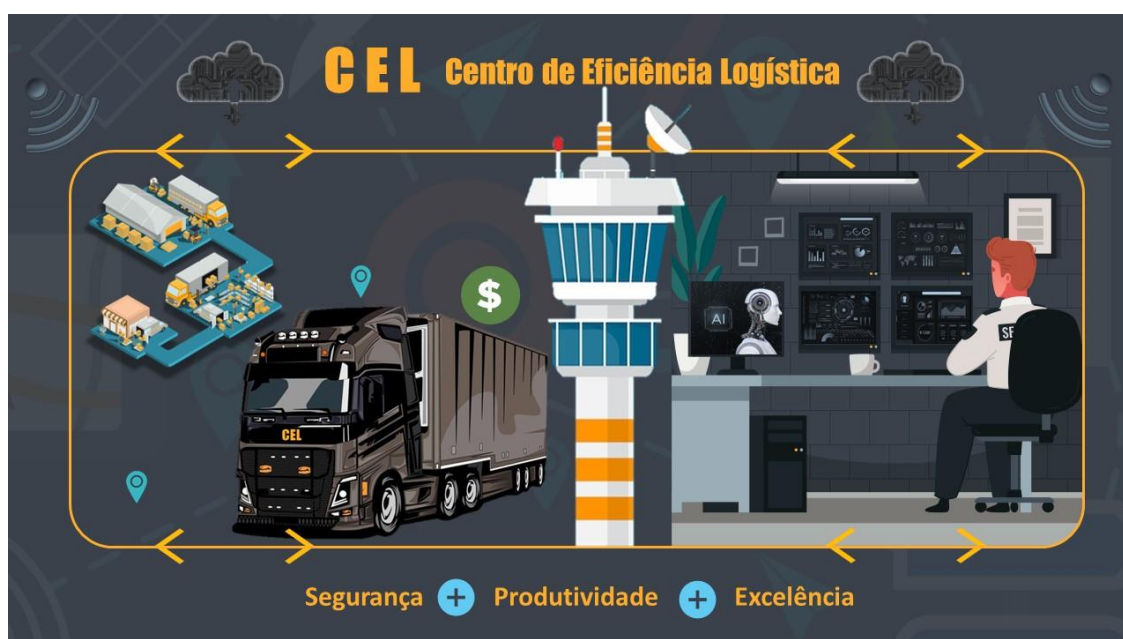 CEL Centro de Eficiência Logística
$
AI
CEL
Segurança + Produtividade + Excelência